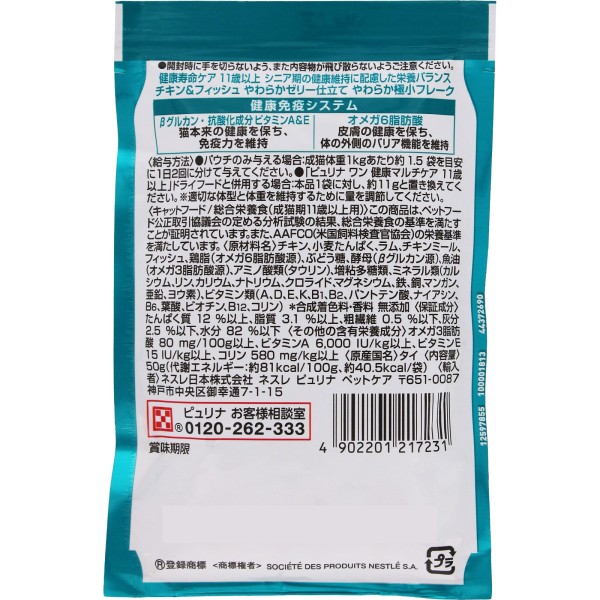 ●開封時に手を切らないよう、また内容物が飛び散らないようご注意ください。
健康寿命ケア 11歳以上 シニア期の健康維持に配慮した栄養バランス
チキン&フィッシュ やわらかゼリー仕立て やわらか極小フレーク
健康免疫システム
βグルカン・抗酸化成分 ビタミンA&E
猫本来の健康を保ち、
免疫力を維持
オメガ6脂肪酸
皮膚の健康を保ち、
体の外側のバリア機能を維持
〈給与方法〉●パウチのみ与える場合:成猫体重1kgあたり約1.5袋を目安
に1日2回に分けて与えてください。●「ピュリナ ワン 健康マルチケア 11歳
以上」ドライフードと併用する場合:本品1袋に対し、約11gと置き換えてく
ださい。※適切な体型と体重を維持するために量を調節してください。
〈キャットフード/総合栄養食(成猫期11歳以上用)〉この商品は、ペットフー
ド公正取引協議会の定める分析試験の結果、総合栄養食の基準を満たすこ
とが証明されています。また、AAFCO(米国飼料検査官協会)の栄養基準
を満たしています。〈原材料名〉チキン、小麦たんぱく、ラム、チキンミール、
フィッシュ、鶏脂(オメガ6脂肪酸源)、ぶどう糖、酵母(βグルカン源)、魚油
(オメガ3脂肪酸源)、アミノ酸類(タウリン)、増粘多糖類、ミネラル類(カル
シウム、リン、カリウム、ナトリウム、クロライド、マグネシウム、鉄、銅、マンガン、
亜鉛、ヨウ素)、ビタミン類(A、D、E、K、B1、B2、パントテン酸、ナイアシン、
B6、葉酸、ビオチン、B12、コリン) *合成着色料・香料 無添加 〈保証成分〉
たんぱく質 12 %以上、脂質 3.1 %以上、粗繊維 0.5 %以下、灰分
2.5 %以下、水分 82 %以下 〈その他の含有栄養成分〉オメガ3脂肪
酸 80 mg/100g以上、ビタミンA 6,000 IU/kg以上、ビタミンE
15 IU/kg以上、コリン 580 mg/kg以上 〈原産国名〉タイ 〈内容量〉
50g(代謝エネルギー:約81kcal/100g、約40.5kcal/袋) 〈輸入
者〉ネスレ日本株式会社 ネスレ ピュリナ ペットケア 〒651-0087
神戸市中央区御幸通7-1-15
ピュリナ お客様相談室
0120-262-333
賞味期限
4 902201 217231
12597855 100001813 44372690
®登録商標 〈商標権者〉 SOCIÉTÉ DES PRODUITS NESTLÉ S.A.
プラ